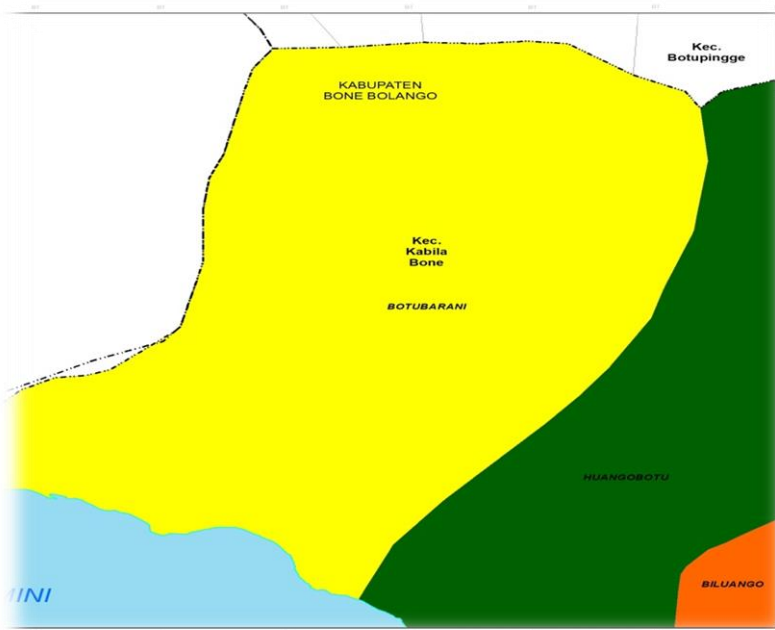 Kec.
Botupingge
KABUPATEN
BONE BOLANGO
Kec.
Kabila
Bone
BOTUBARANI
HUANGOBOTU
BILUANGO
MINI